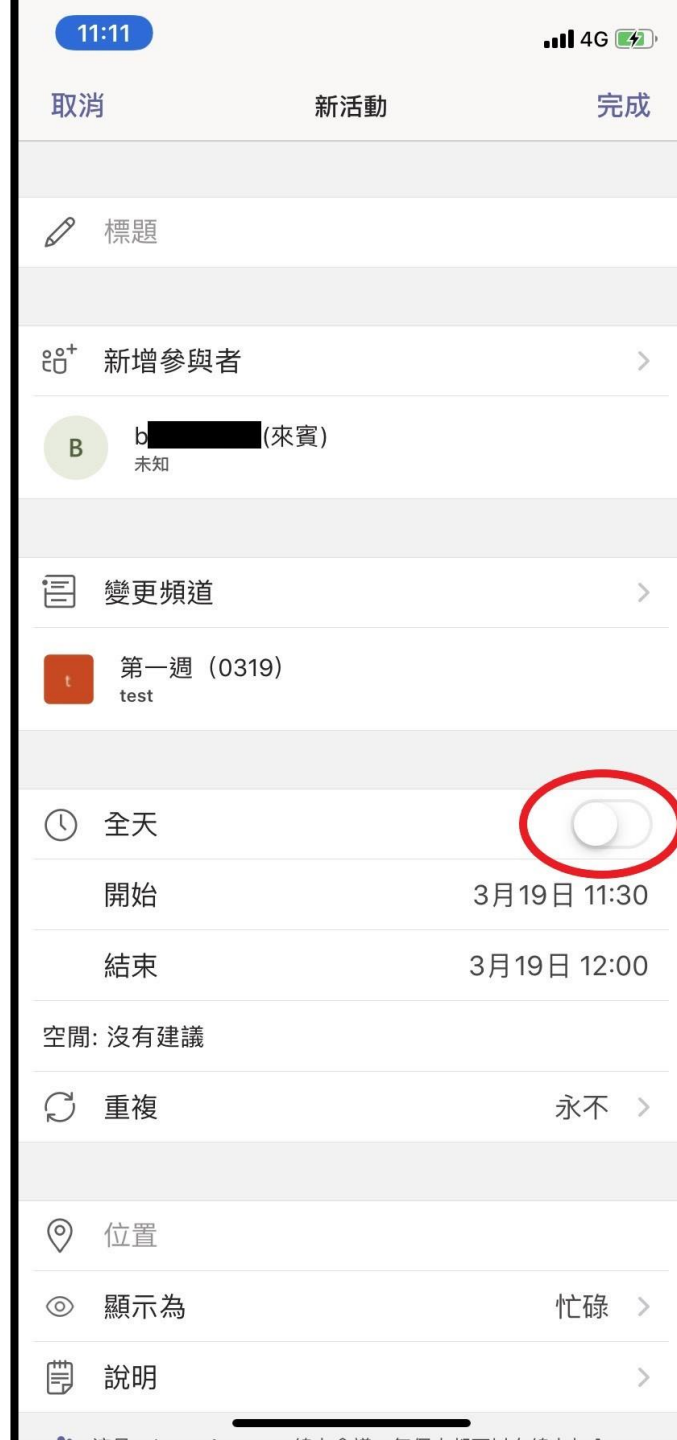 11:11
4G
取消
新活動
完成
標題
新增參與者
B
b
(來賓)
未知
變更頻道
t
第一週（0319）
test
全天
開始
3月19日 11:30
結束
3月19日 12:00
空閒: 沒有建議
重複
永不
位置
顯示為
忙碌
說明